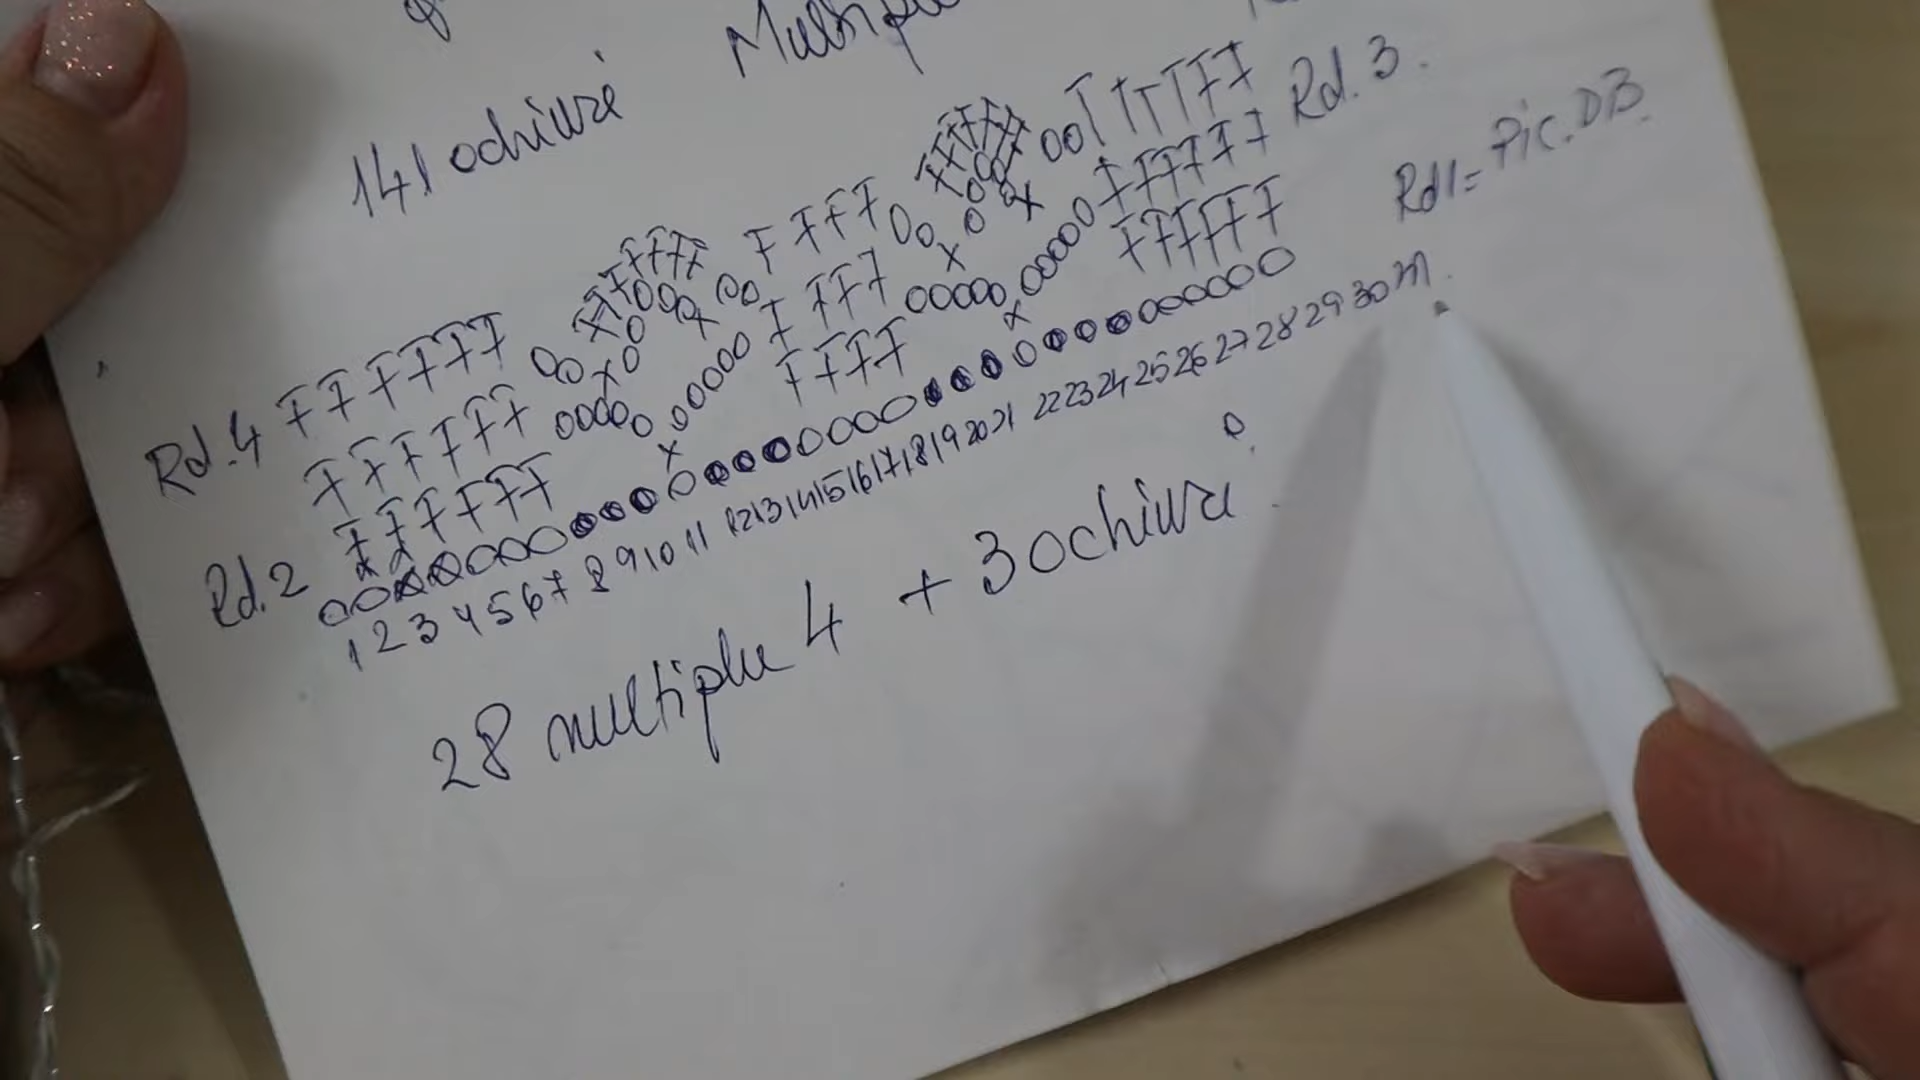 141 ochiuri
Rd. 3.
Rd1= Pic. DB.
Rd. 4
Rd. 2
1 2 3 4 5 6 7 8 9 10 11 12 13 14 15 16 17 18 19 20 21 22 23 24 25 26 27 28 29 30 m.
28 multiplu 4 + 3 ochiuri